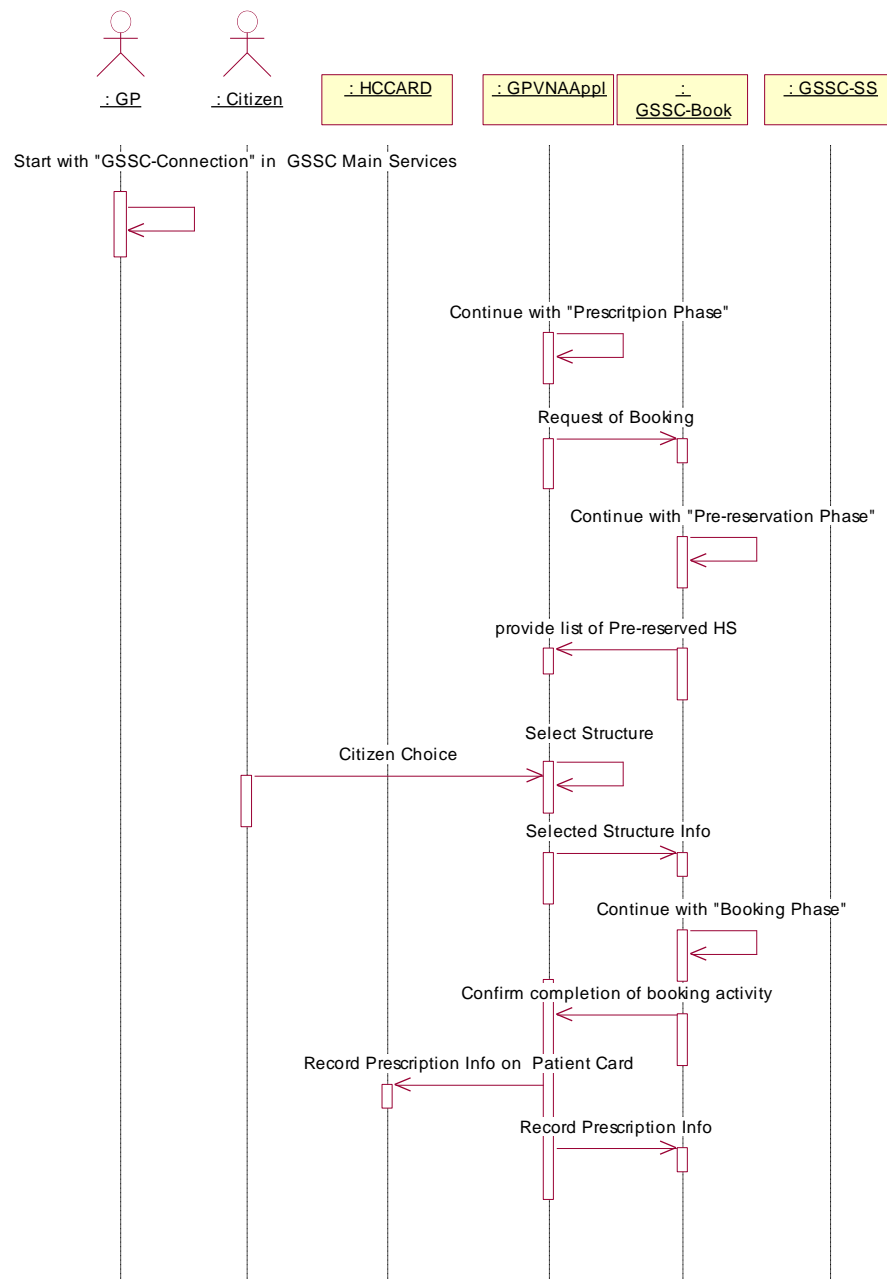 : GP
: Citizen
: HCCARD
: GPVNAAppl
:
GSSC-Book
: GSSC-SS
Start with "GSSC-Connection" in GSSC Main Services
Continue with "Prescritpion Phase"
Request of Booking
Continue with "Pre-reservation Phase"
provide list of Pre-reserved HS
Select Structure
Citizen Choice
Selected Structure Info
Continue with "Booking Phase"
Confirm completion of booking activity
Record Prescription Info on Patient Card
Record Prescription Info